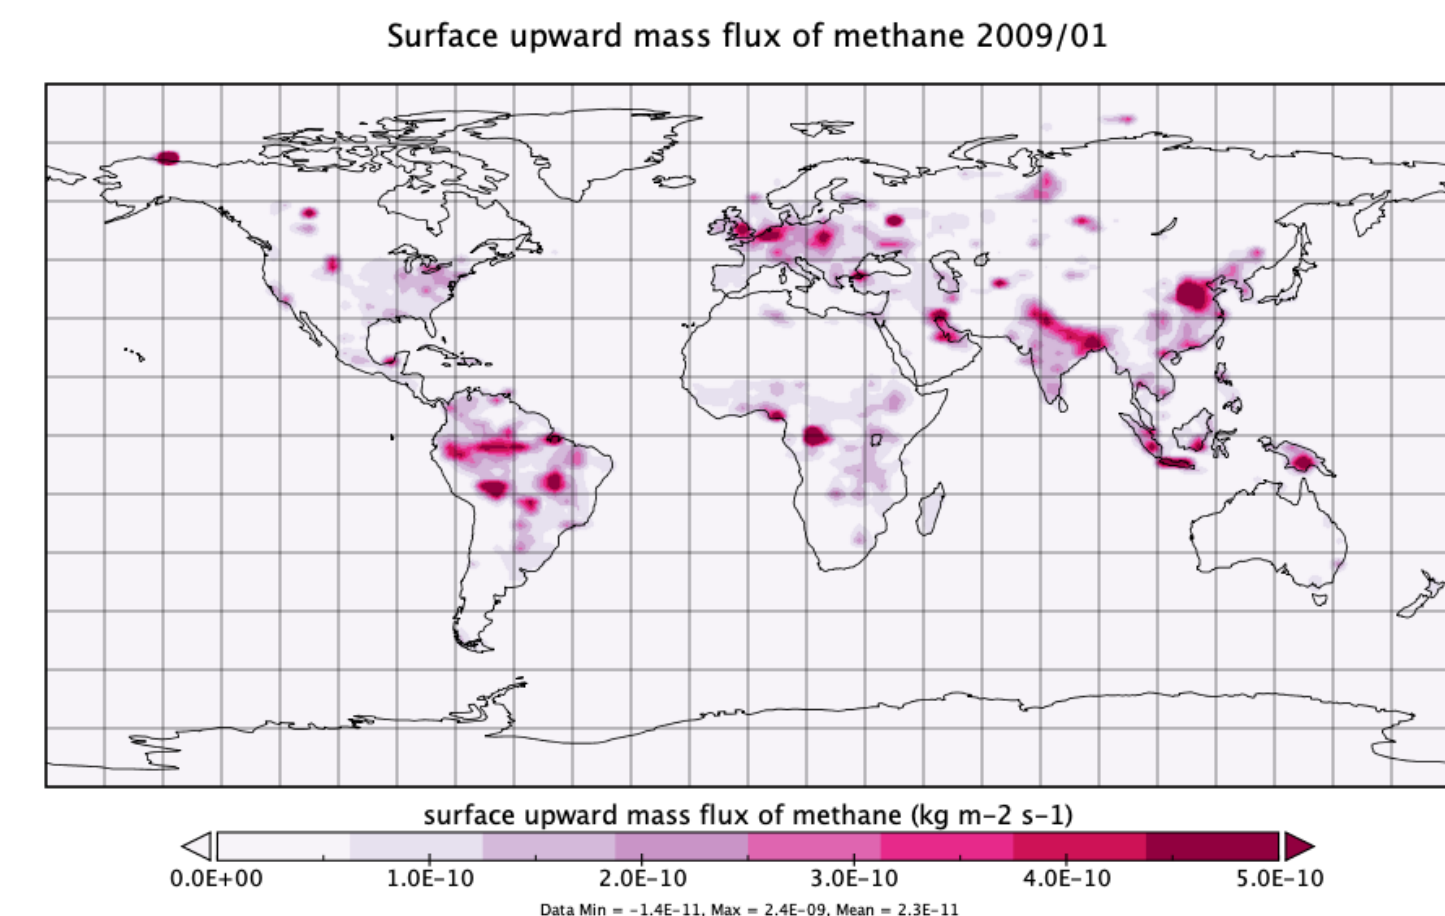 Surface upward mass flux of methane 2009/01
surface upward mass flux of methane (kg m-2 s-1)
0.0E+00 1.0E-10 2.0E-10 3.0E-10 4.0E-10 5.0E-10
Data Min = -1.4E-11, Max = 2.4E-09, Mean = 2.3E-11